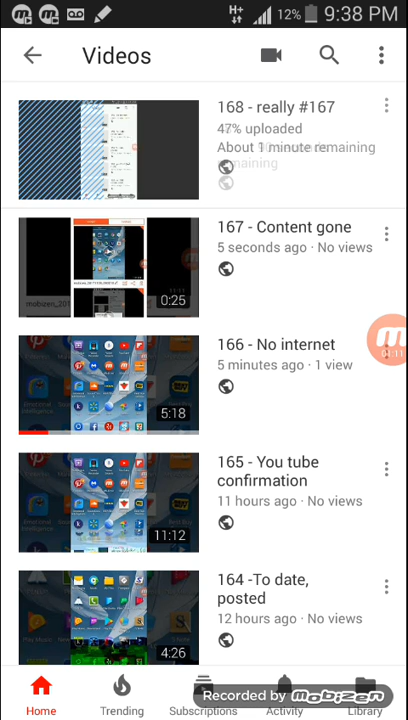 12% 9:38 PM
Videos
168 - really #167
47% uploaded
About 1 minute remaining
remaining
167 - Content gone
5 seconds ago · No views
0:25
166 - No internet
5 minutes ago · 1 view
01:11
5:18
165 - You tube
confirmation
11 hours ago · No views
11:12
164 -To date,
posted
12 hours ago · No views
4:26
Recorded by mobizen
Home
Trending
Subscriptions
Activity
Library